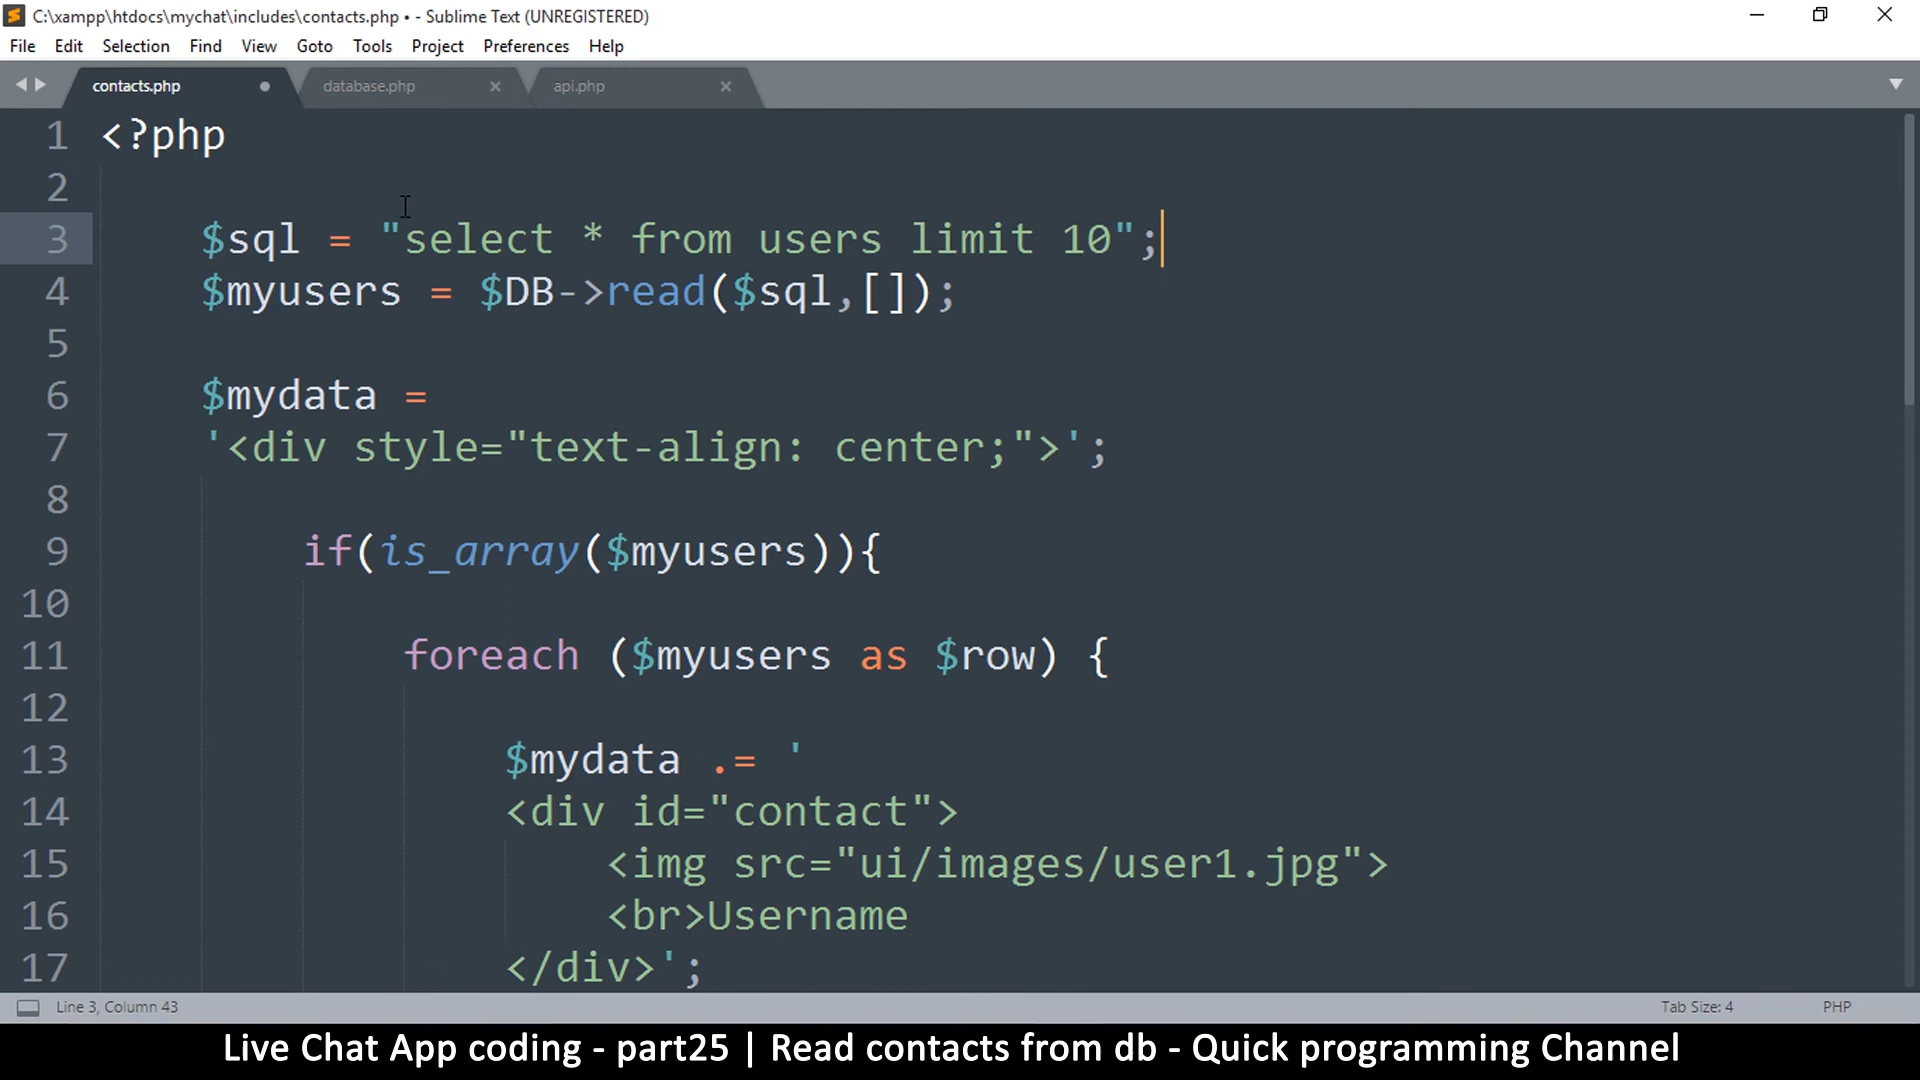 C:\xampp\htdocs\mychat\includes\contacts.php • - Sublime Text (UNREGISTERED)
File Edit Selection Find View Goto Tools Project Preferences Help
contacts.php database.php api.php
1 <?php
2
3 $sql = "select * from users limit 10";
4 $myusers = $DB->read($sql,[]);
5
6 $mydata =
7 '<div style="text-align: center;">';
8
9 if(is_array($myusers)){
10
11 foreach ($myusers as $row) {
12
13 $mydata .= '
14 <div id="contact">
15 <img src="ui/images/user1.jpg">
16 <br>Username
17 </div>';
Line 3, Column 43 Tab Size: 4 PHP
Live Chat App coding - part25 | Read contacts from db - Quick programming Channel